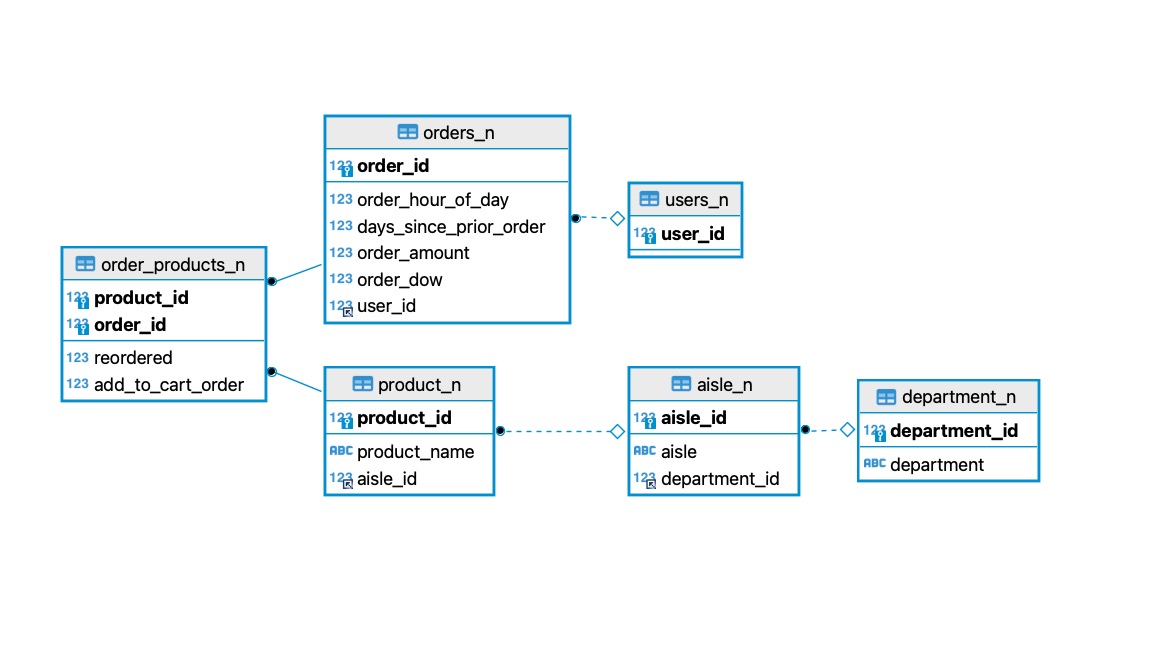 orders_n
123 order_id
123 order_hour_of_day
123 days_since_prior_order
123 order_amount
123 order_dow
123 user_id
users_n
123 user_id
order_products_n
123 product_id
123 order_id
123 reordered
123 add_to_cart_order
product_n
123 product_id
ABC product_name
123 aisle_id
aisle_n
123 aisle_id
ABC aisle
123 department_id
department_n
123 department_id
ABC department